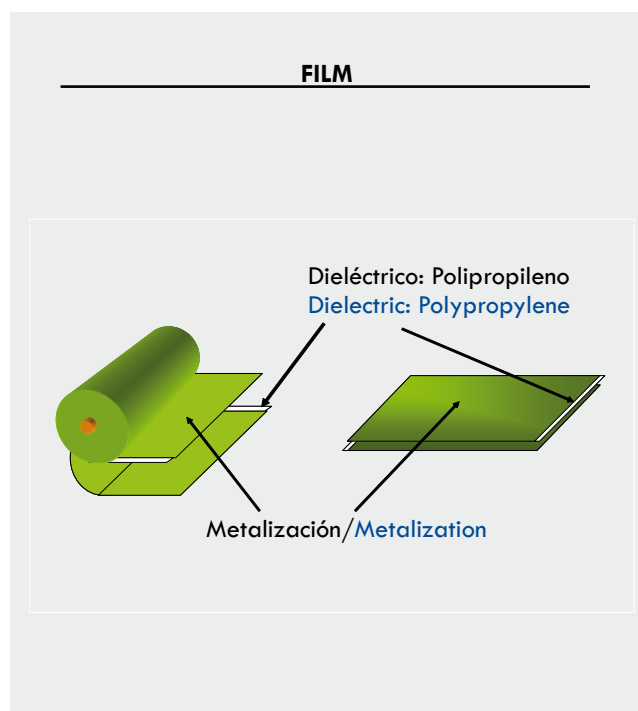 FILM
Dieléctrico: Polipropileno
Dielectric: Polypropylene
Metalización/Metalization